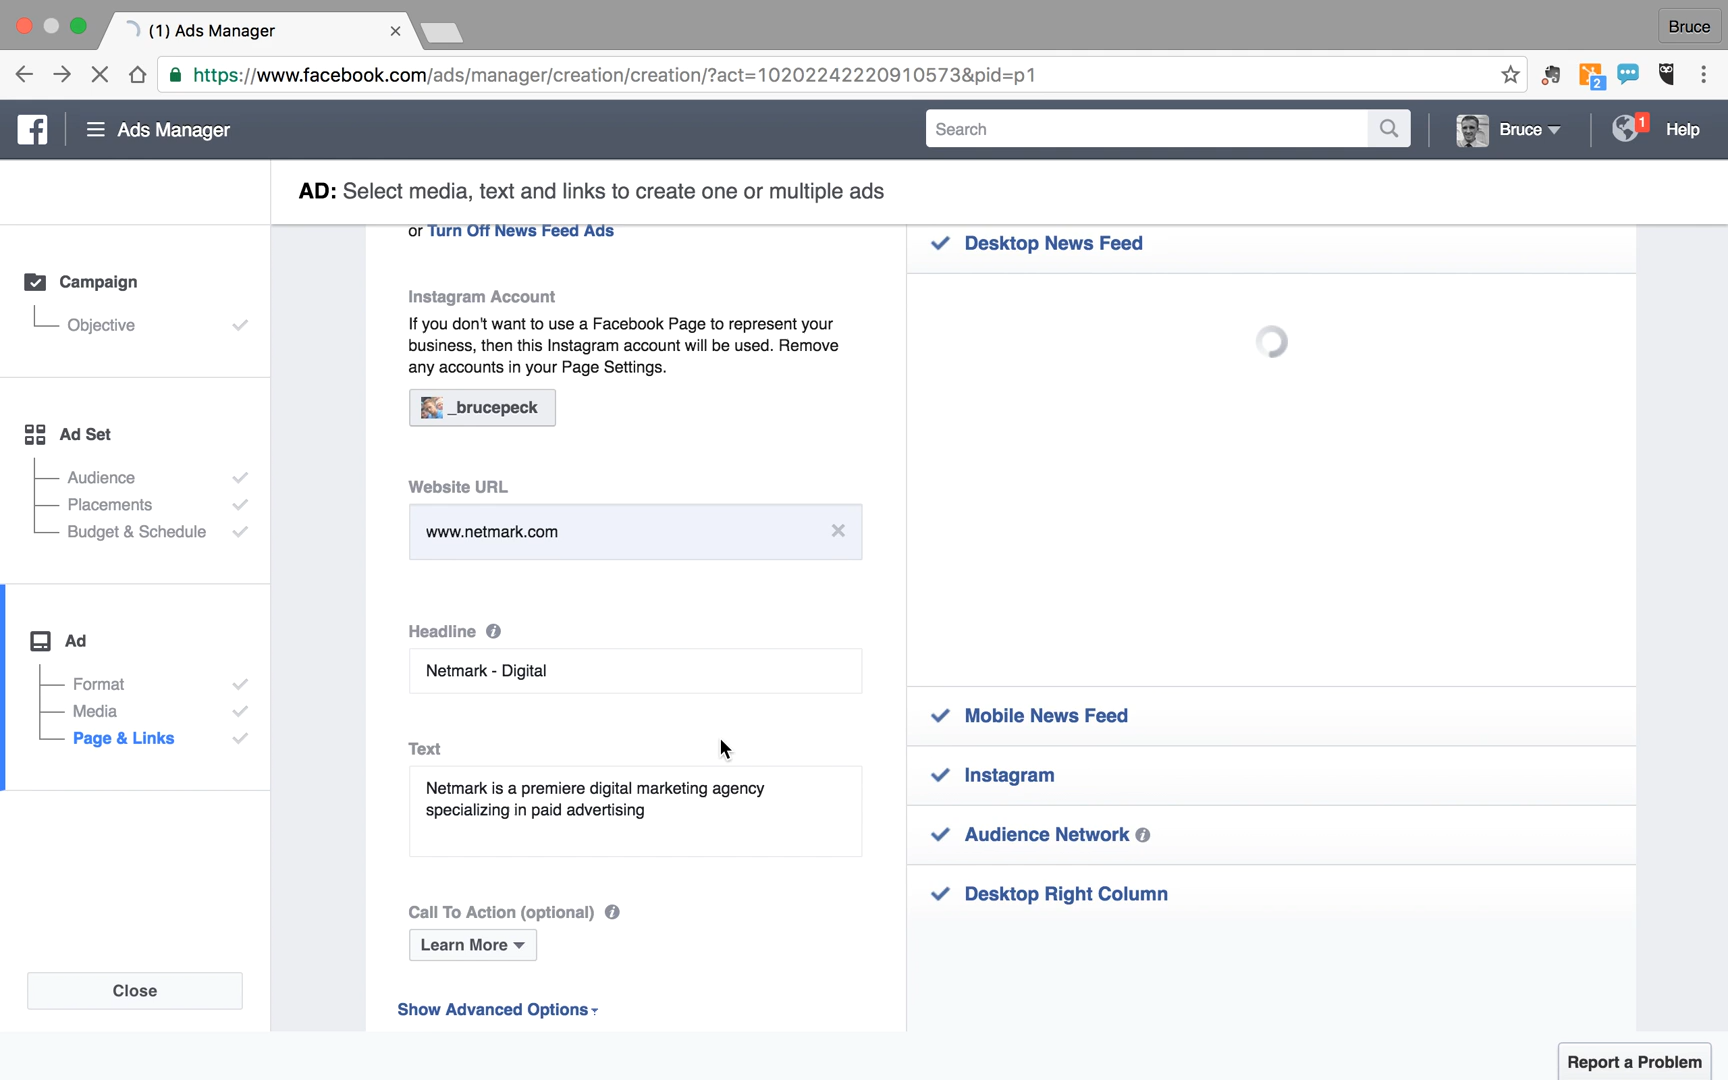 (1) Ads Manager
Bruce
https://www.facebook.com/ads/manager/creation/creation/?act=10202242220910573&pid=p1
2
Ads Manager
Search
Bruce
1
Help
AD: Select media, text and links to create one or multiple ads
Campaign
Objective
Ad Set
Audience
Placements
Budget & Schedule
Ad
Format
Media
Page & Links
Close
or Turn Off News Feed Ads
Instagram Account
If you don't want to use a Facebook Page to represent your
business, then this Instagram account will be used. Remove
any accounts in your Page Settings.
_brucepeck
Website URL
www.netmark.com
Headline
Netmark - Digital
Text
Netmark is a premiere digital marketing agency
specializing in paid advertising
Call To Action (optional)
Learn More
Show Advanced Options
Desktop News Feed
Mobile News Feed
Instagram
Audience Network
Desktop Right Column
Report a Problem